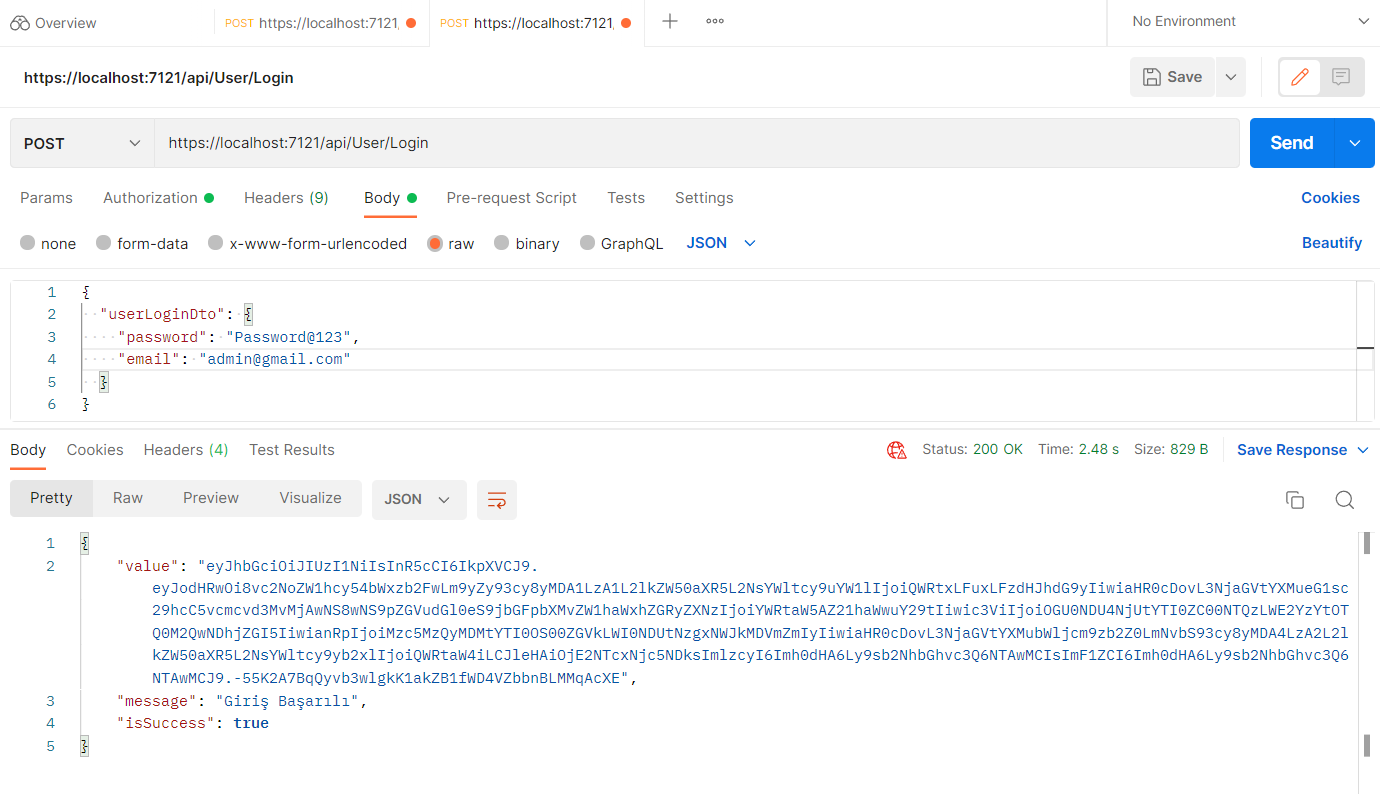 Overview
POST https://localhost:7121,
POST https://localhost:7121,
No Environment
https://localhost:7121/api/User/Login
Save
POST
https://localhost:7121/api/User/Login
Send
Params
Authorization
Headers (9)
Body
Pre-request Script
Tests
Settings
Cookies
none
form-data
x-www-form-urlencoded
raw
binary
GraphQL
JSON
Beautify
1 {
2 "userLoginDto": {
3 "password": "Password@123",
4 "email": "admin@gmail.com"
5 }
6 }
Body
Cookies
Headers (4)
Test Results
Status: 200 OK
Time: 2.48 s
Size: 829 B
Save Response
Pretty
Raw
Preview
Visualize
JSON
1 {
2 "value": "eyJhbGciOiJIUzI1NiIsInR5cCI6IkpXVCJ9.
eyJodHRwOi8vc2NoZW1hcy54bWxzb2FwLm9yZy93cy8yMDA1LzA1L2lkZW50aXR5L2NsYWltcy9uYW1lIjoiQWRtxLFuxLFzdHJhdG9yIiwiaHR0cDovL3NjaGVtYXMueG1sc
29hcC5vcmcvd3MvMjAwNS8wNS9pZGVudGl0eS9jbGFpbXMvZW1haWxhZGRyZXNzIjoiYWRtaW5AZ21haWwuY29tIiwic3ViIjoiOGU0NDU4NjUtYTI0ZC00NTQzLWE2YzYtOT
Q0M2QwNDhjZGI5IiwianRpIjoiMzc5MzQyMDMtYTI0OS00ZGVkLWI0NDUtNzgxNWJkMDVmZmIyIiwiaHR0cDovL3NjaGVtYXMubWljcm9zb2Z0LmNvbS93cy8yMDA4LzA2L2l
kZW50aXR5L2NsYWltcy9yb2xlIjoiQWRtaW4iLCJleHAiOjE2NTcxNjc5NDksImlzcyI6Imh0dHA6Ly9sb2NhbGhvc3Q6NTAwMCIsImF1ZCI6Imh0dHA6Ly9sb2NhbGhvc3Q6
NTAwMCJ9.-55K2A7BqQyvb3wlgkK1akZB1fWD4VZbbnBLMMqAcXE",
3 "message": "Giriş Başarılı",
4 "isSuccess": true
5 }